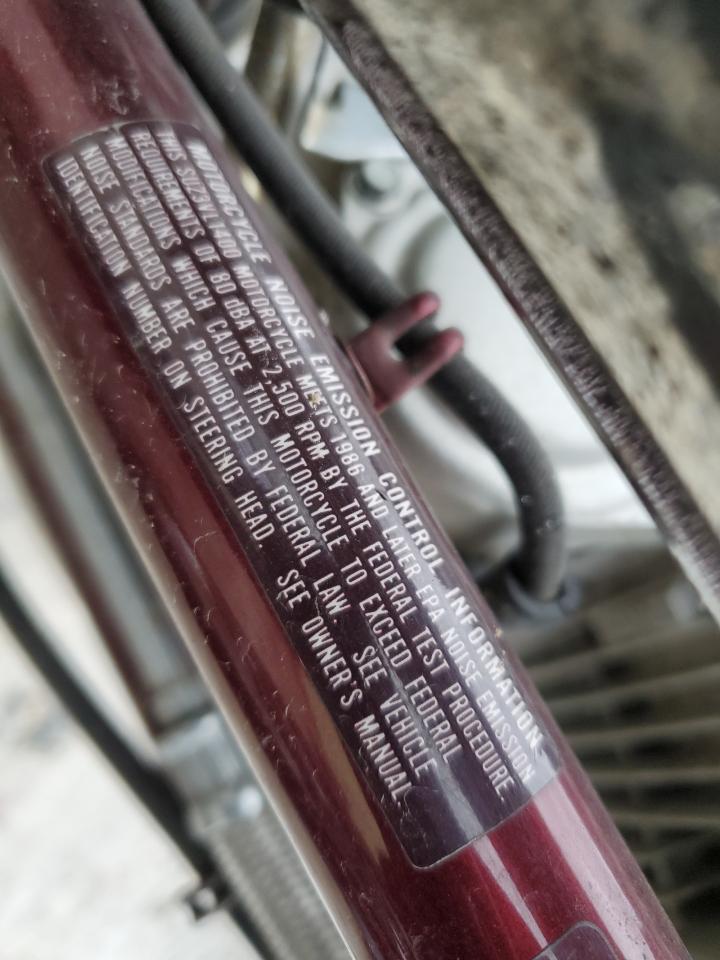 MOTORCYCLE NOISE EMISSION CONTROL INFORMATION
THIS MOTORCYCLE MEETS 1986 AND LATER EPA NOISE EMISSION
REQUIREMENTS OF 80 DBA AT 2,500 RPM BY THE FEDERAL TEST PROCEDURE.
MODIFICATIONS WHICH CAUSE THIS MOTORCYCLE TO EXCEED FEDERAL
NOISE STANDARDS ARE PROHIBITED BY FEDERAL LAW. SEE VEHICLE
IDENTIFICATION NUMBER ON STEERING HEAD. SEE OWNER'S MANUAL.